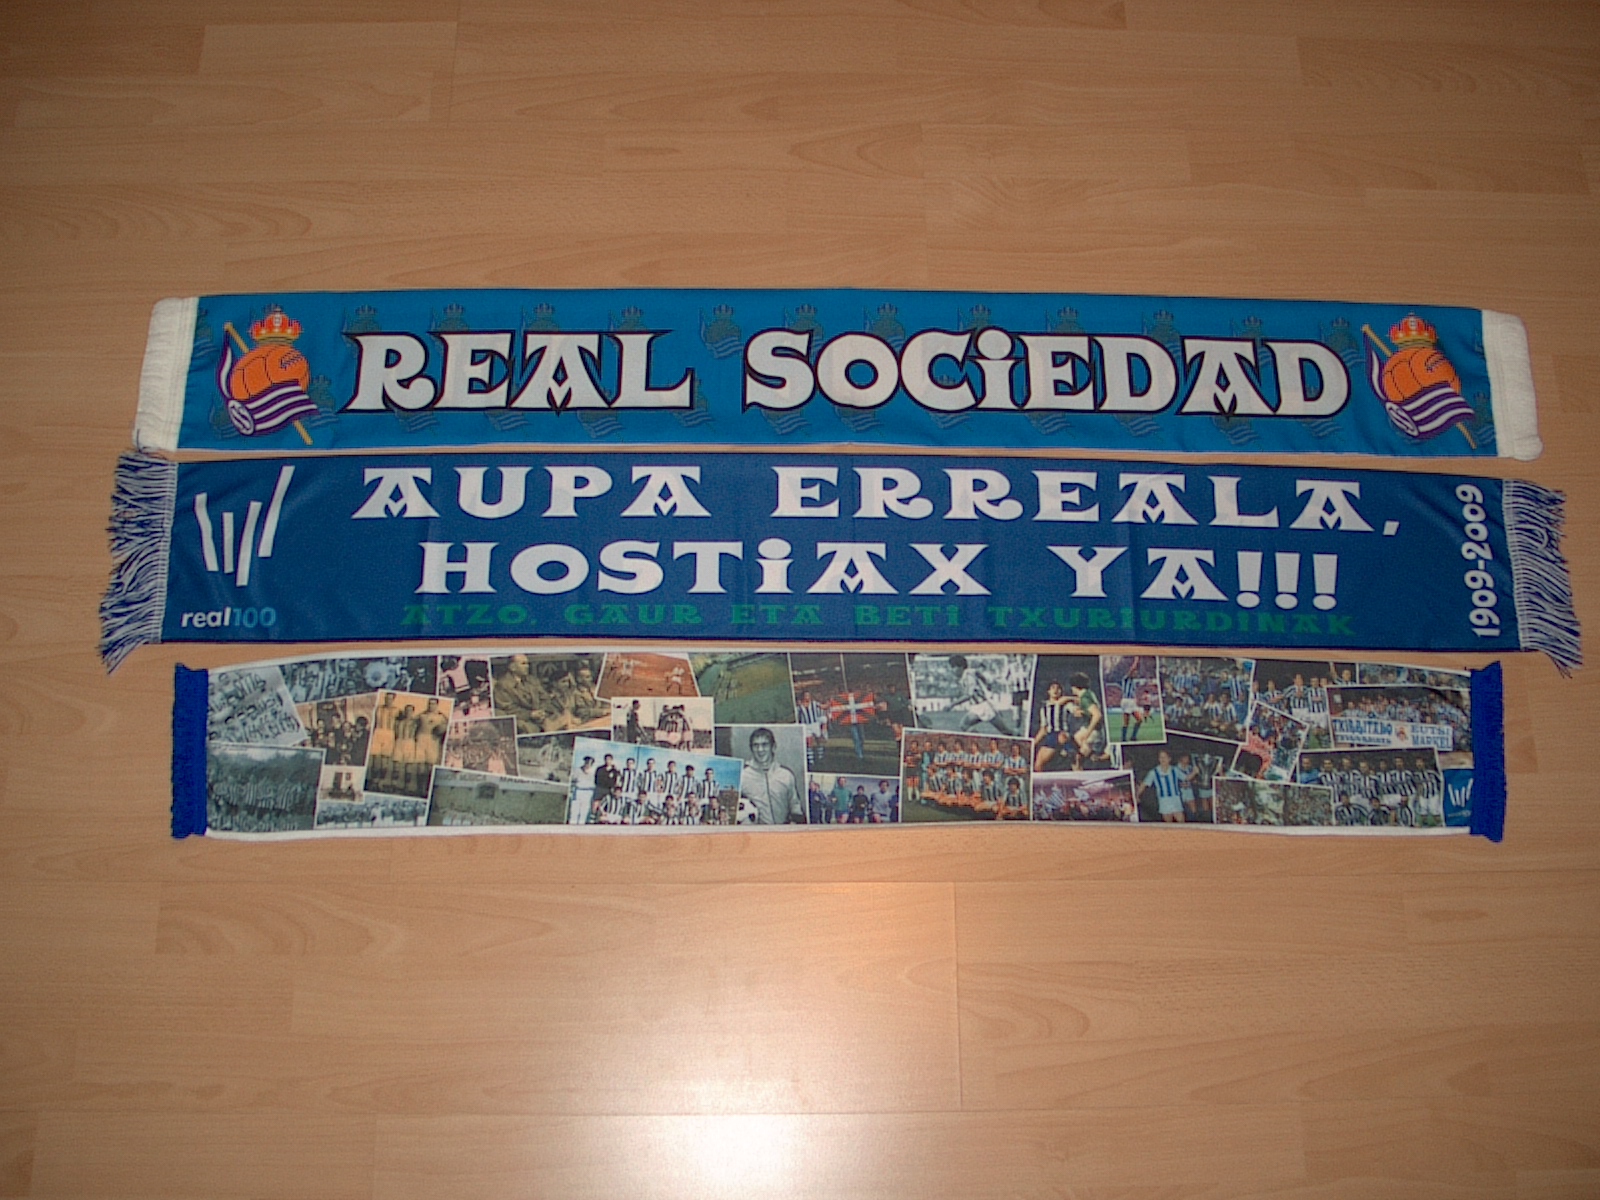 REAL SOCiEDAD
AUPA ERREALA,
HOSTiAX YA!!!
ATZO, GAUR ETA BETi TXURiURDiNAK
real100
1909-2009